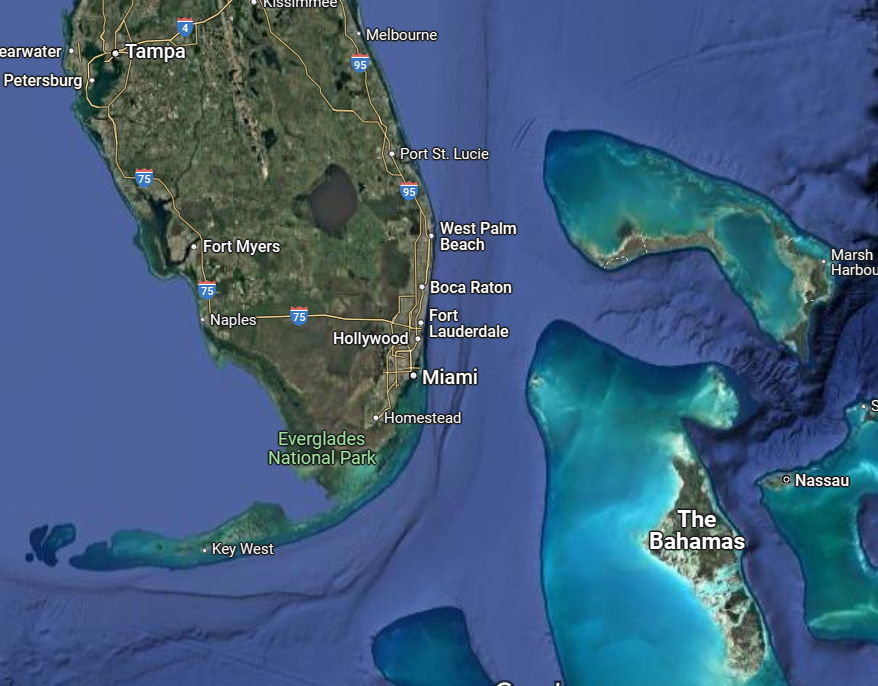 Kissimmee
4
Melbourne
earwater
Tampa
95
Petersburg
Port St. Lucie
75
95
West Palm
Beach
Fort Myers
Marsh
Harbou
Boca Raton
75
Naples
75
Fort
Lauderdale
Hollywood
Miami
Homestead
S
Everglades
National Park
Nassau
The
Bahamas
Key West